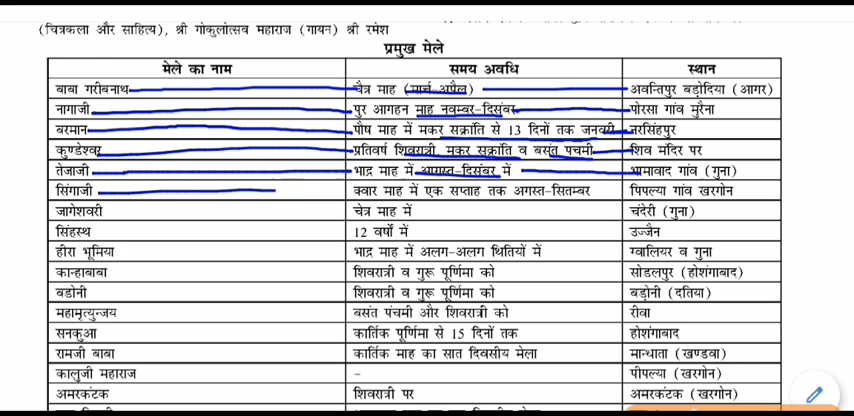 (चित्रकला और साहित्य), श्री गोकुलोत्सव महाराज (गायन) श्री रमेश
प्रमुख मेले
मेले का नाम समय अवधि स्थान
बाबा गरीबनाथ चैत्र माह (मार्च-अप्रैल) अवन्तिपुर बड़ोदिया (आगर)
नागाजी पुर आगहन माह नवम्बर-दिसंबर पोरसा गांव मुरैना
बरमान पौष माह में मकर सक्रांति से 13 दिनों तक जनवरी नरसिंहपुर
कुण्डेश्वर प्रतिवर्ष शिवरात्री, मकर सक्रांति व बसंत पचमी शिव मंदिर पर
तेजाजी भाद्र माह में आगस्त-दिसंबर में भामावाद गांव (गुना)
सिंगाजी क्वार माह में एक सप्ताह तक अगस्त-सितम्बर पिपल्या गांव खरगोन
जागेशवरी चेत्र माह में चंदेरी (गुना)
सिंहस्थ 12 वर्षो में उज्जैन
हीरा भूमिया भाद्र माह में अलग-अलग थितियों में ग्वालियर व गुना
कान्हाबाबा शिवरात्री व गुरू पूर्णिमा को सोडलपुर (होशंगाबाद)
बडोनी शिवरात्री व गुरू पूर्णिमा को बड़ोनी (दतिया)
महामृत्युन्जय बसंत पंचमी और शिवरात्री को रीवा
सनकुआ कार्तिक पूर्णिमा से 15 दिनों तक होशंगाबाद
रामजी बाबा कार्तिक माह का सात दिवसीय मेला मान्धाता (खण्डवा)
कालुजी महाराज - पीपल्या (खरगोन)
अमरकंटक शिवरात्री पर अमरकंटक (खरगोन)